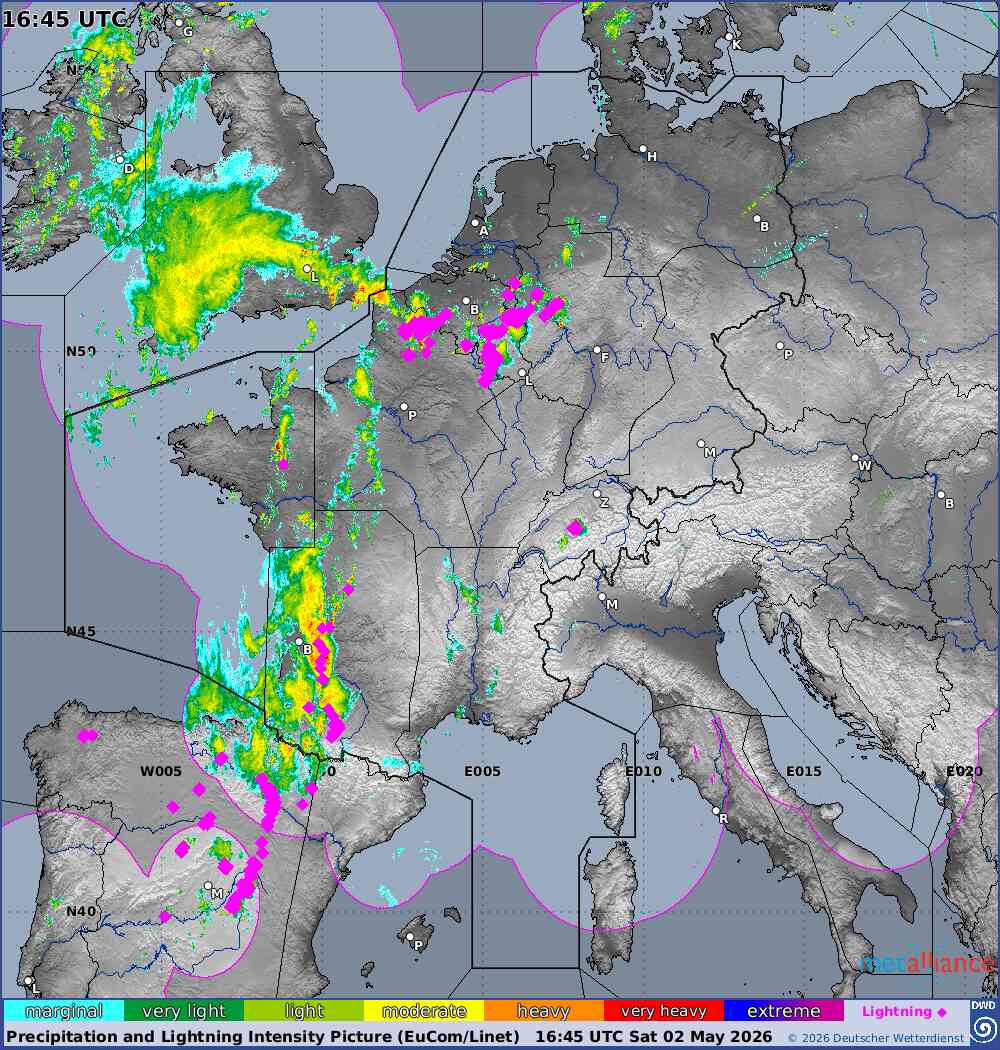 16:45 UTC
G
K
N55
D
H
A
B
L
B
N50
F
P
L
P
M
W
Z
B
M
N45
B
W005
0
E005
E010
E015
E020
R
M
N40
P
L
metalliance
marginal very light light moderate heavy very heavy extreme Lightning
DWD
Precipitation and Lightning Intensity Picture (EuCom/Linet) 16:45 UTC Sat 02 May 2026 © 2026 Deutscher Wetterdienst